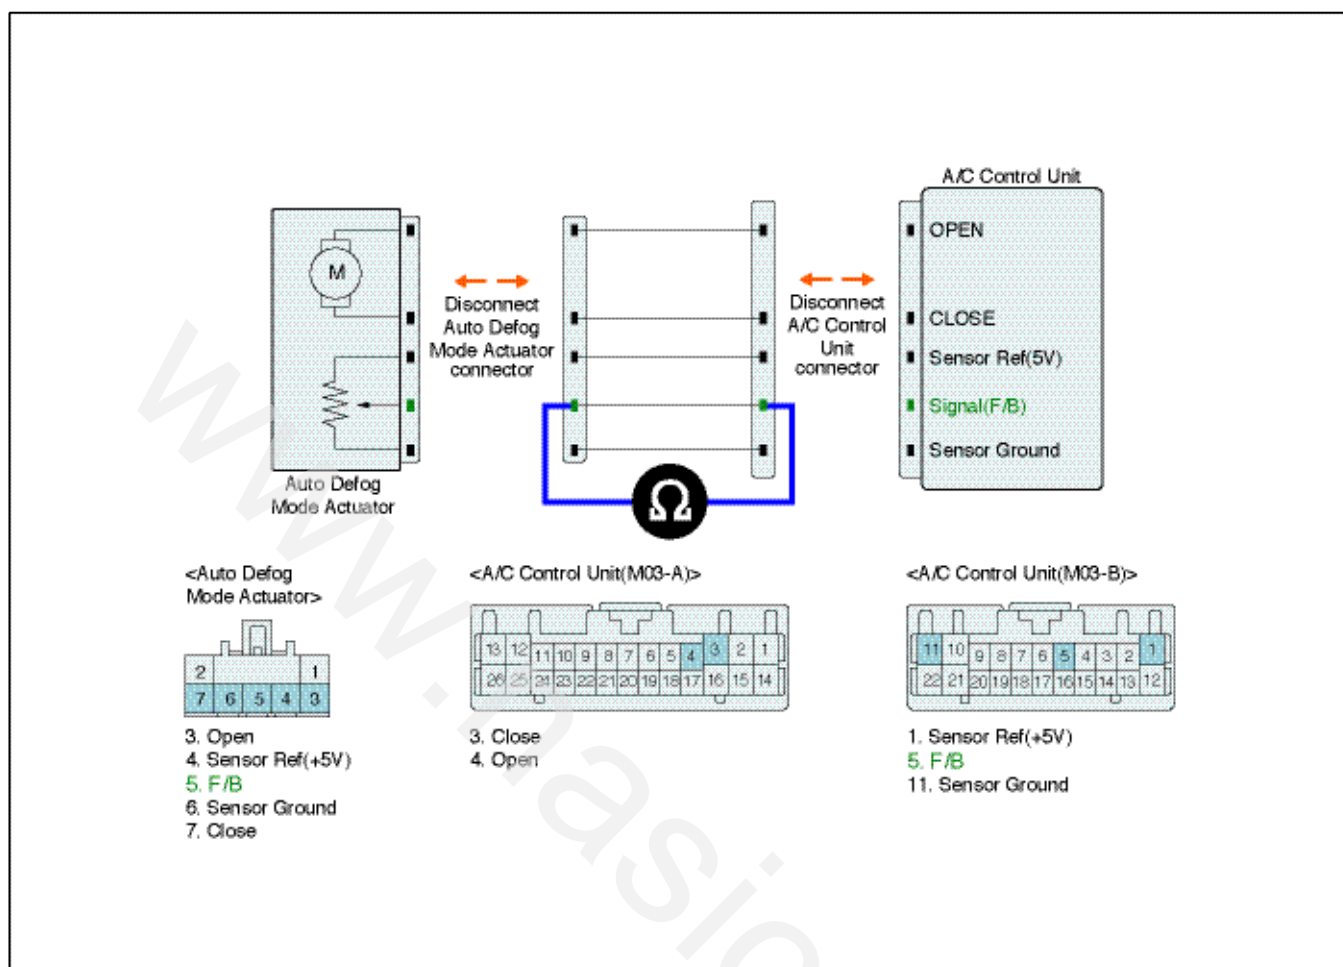 A/C Control Unit
OPEN
M
Disconnect
Auto Defog
Mode Actuator
connector
Disconnect
A/C Control
Unit
connector
CLOSE
Sensor Ref(5V)
Signal(F/B)
Sensor Ground
Auto Defog
Mode Actuator
Ω
<Auto Defog
Mode Actuator>
2 1
7 6 5 4 3
3. Open
4. Sensor Ref(+5V)
5. F/B
6. Sensor Ground
7. Close
<A/C Control Unit(M03-A)>
13 12 11 10 9 8 7 6 5 4 3 2 1
26 25 24 23 22 21 20 19 18 17 16 15 14
3. Close
4. Open
<A/C Control Unit(M03-B)>
11 10 9 8 7 6 5 4 3 2 1
22 21 20 19 18 17 16 15 14 13 12
1. Sensor Ref(+5V)
5. F/B
11. Sensor Ground